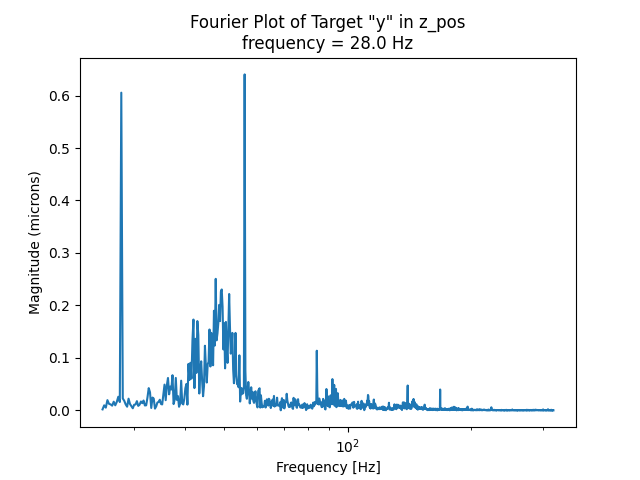 Fourier Plot of Target "y" in z_pos
frequency = 28.0 Hz
0.6
0.5
0.4
0.3
0.2
0.1
0.0
Magnitude (microns)
10²
Frequency [Hz]